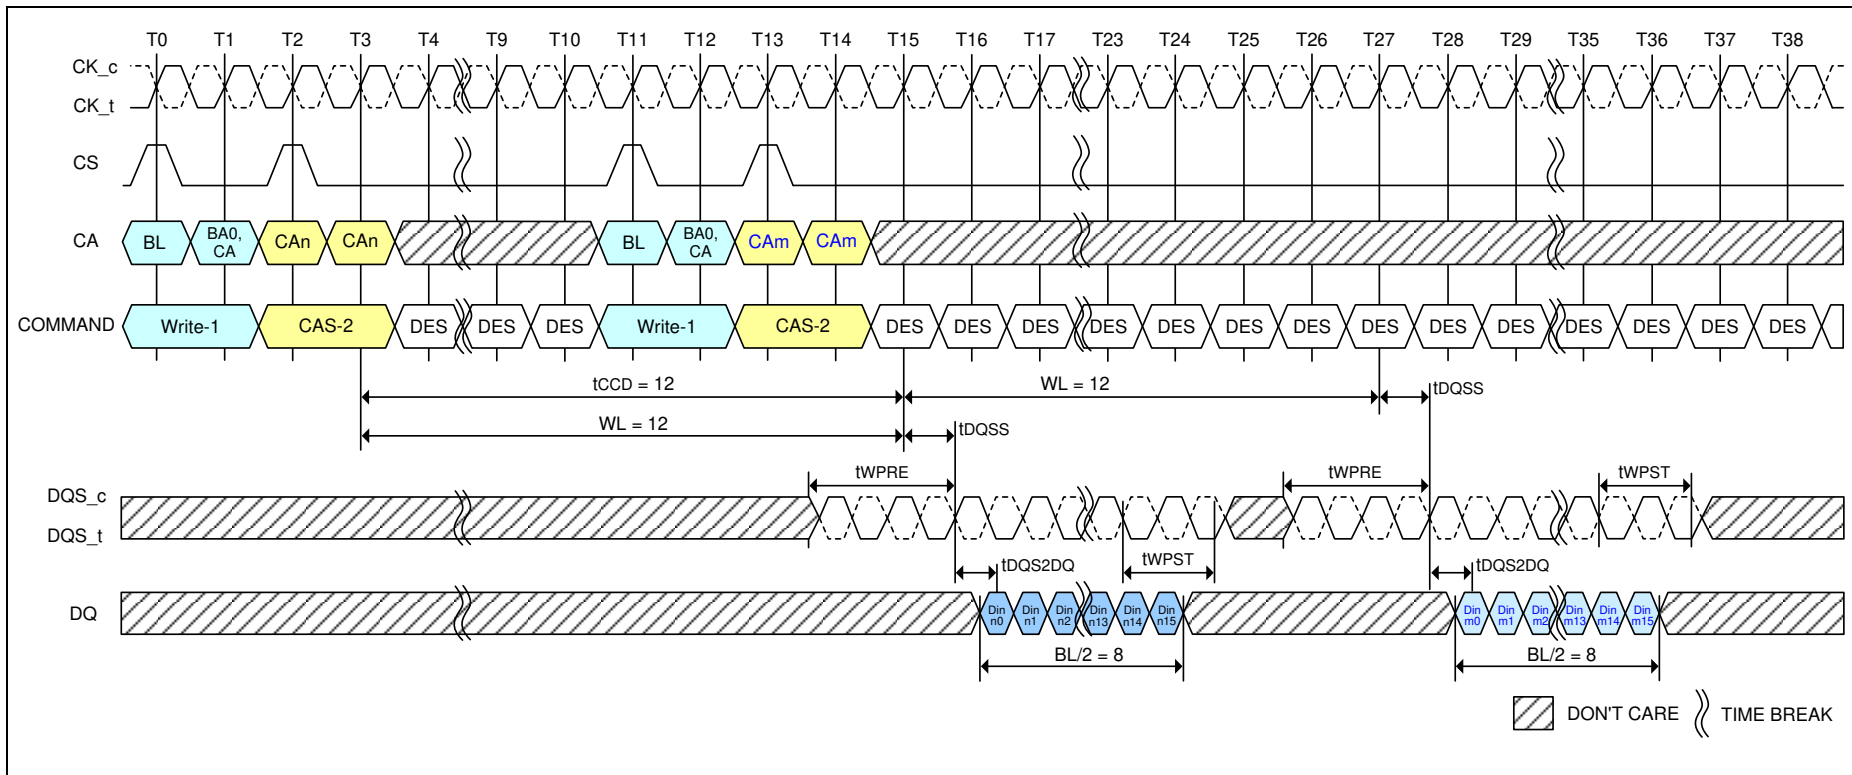 T0 T1 T2 T3 T4 T9 T10 T11 T12 T13 T14 T15 T16 T17 T23 T24 T25 T26 T27 T28 T29 T35 T36 T37 T38
CK_c
CK_t
CS
CA BL BA0, CA CAn CAn BL BA0, CA CAm CAm
COMMAND Write-1 CAS-2 DES DES DES Write-1 CAS-2 DES DES DES DES DES DES DES DES DES DES DES DES DES DES
tCCD = 12 WL = 12 tDQSS
WL = 12 tDQSS
tWPRE tWPRE tWPST
DQS_c
DQS_t
tDQS2DQ tWPST tDQS2DQ
DQ Din n0 Din n1 Din n2 Din n13 Din n14 Din n15 Din m0 Din m1 Din m2 Din m13 Din m14 Din m15
BL/2 = 8 BL/2 = 8
DON'T CARE TIME BREAK